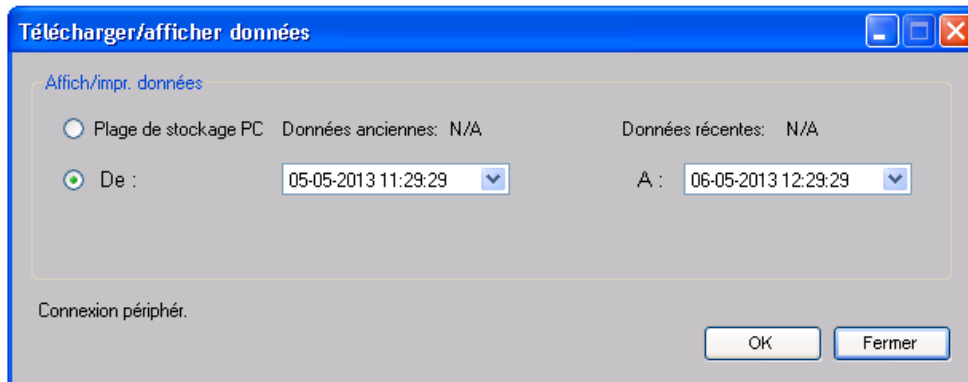 Télécharger/afficher données
Affich/impr. données
Plage de stockage PC Données anciennes: N/A Données récentes: N/A
De : 05-05-2013 11:29:29 A : 06-05-2013 12:29:29
Connexion périphér.
OK Fermer